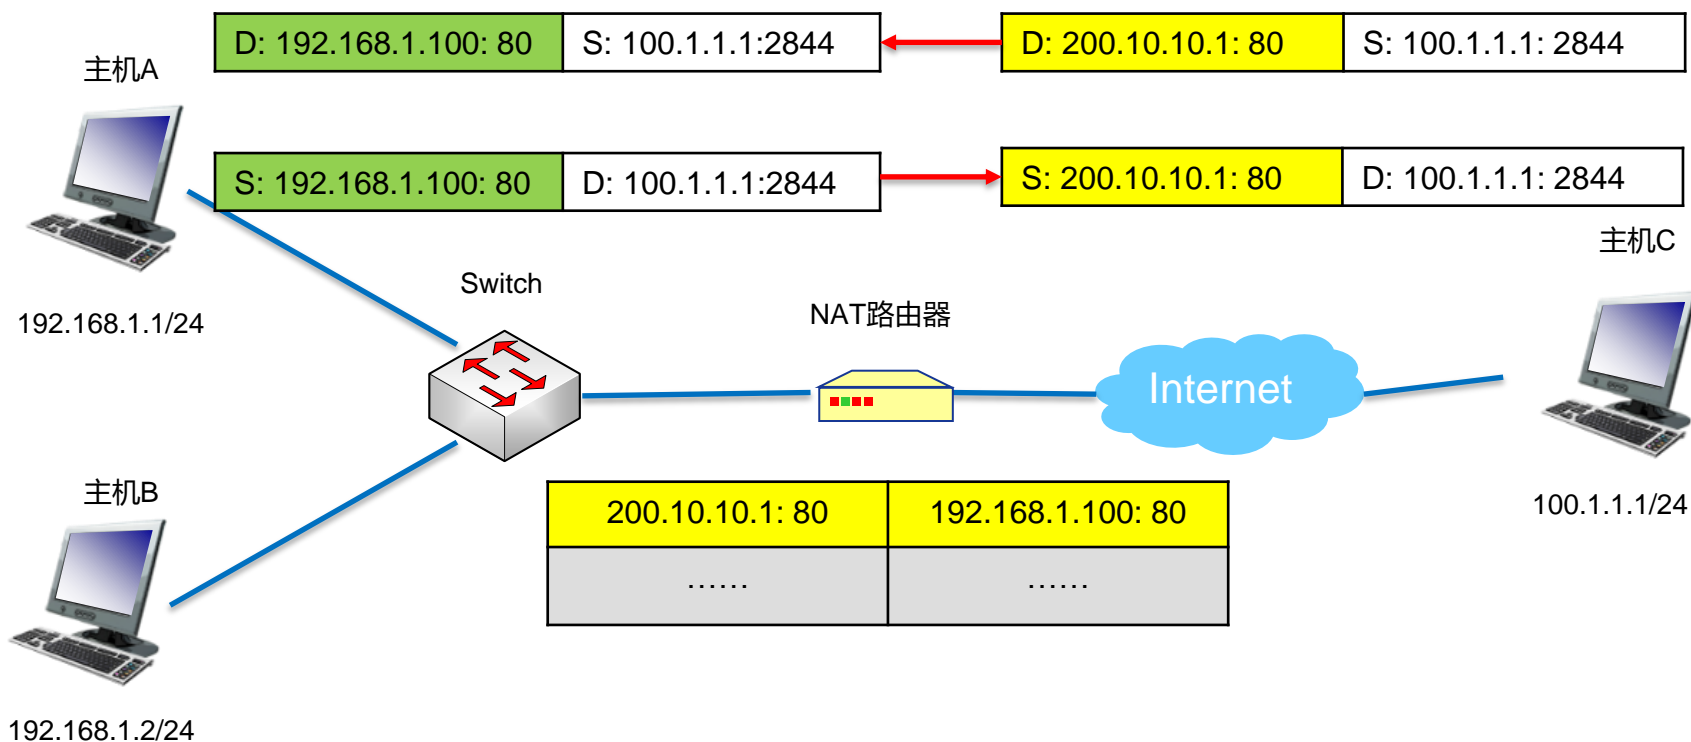 D: 192.168.1.100: 80 S: 100.1.1.1:2844 D: 200.10.10.1: 80 S: 100.1.1.1: 2844
主机A
S: 192.168.1.100: 80 D: 100.1.1.1:2844 S: 200.10.10.1: 80 D: 100.1.1.1: 2844
主机C
Switch
NAT路由器
192.168.1.1/24
Internet
主机B
200.10.10.1: 80 192.168.1.100: 80
100.1.1.1/24
…… ……
192.168.1.2/24